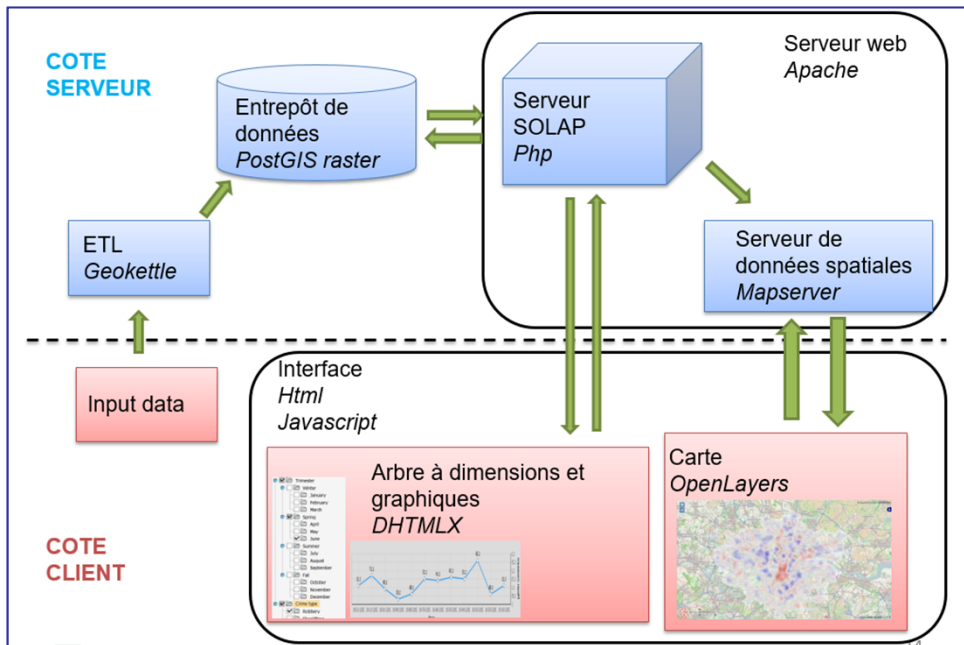 COTE
SERVEUR
Entrepôt de
données
PostGIS raster
Serveur
SOLAP
Php
Serveur web
Apache
ETL
Geokettle
Serveur de
données spatiales
Mapserver
Input data
Interface
Html
Javascript
Arbre à dimensions et
graphiques
DHTMLX
Trimester
Winter
January
February
March
Spring
April
May
June
Summer
July
August
September
Fall
October
November
December
Crime type
Robbery
Carte
OpenLayers
COTE
CLIENT